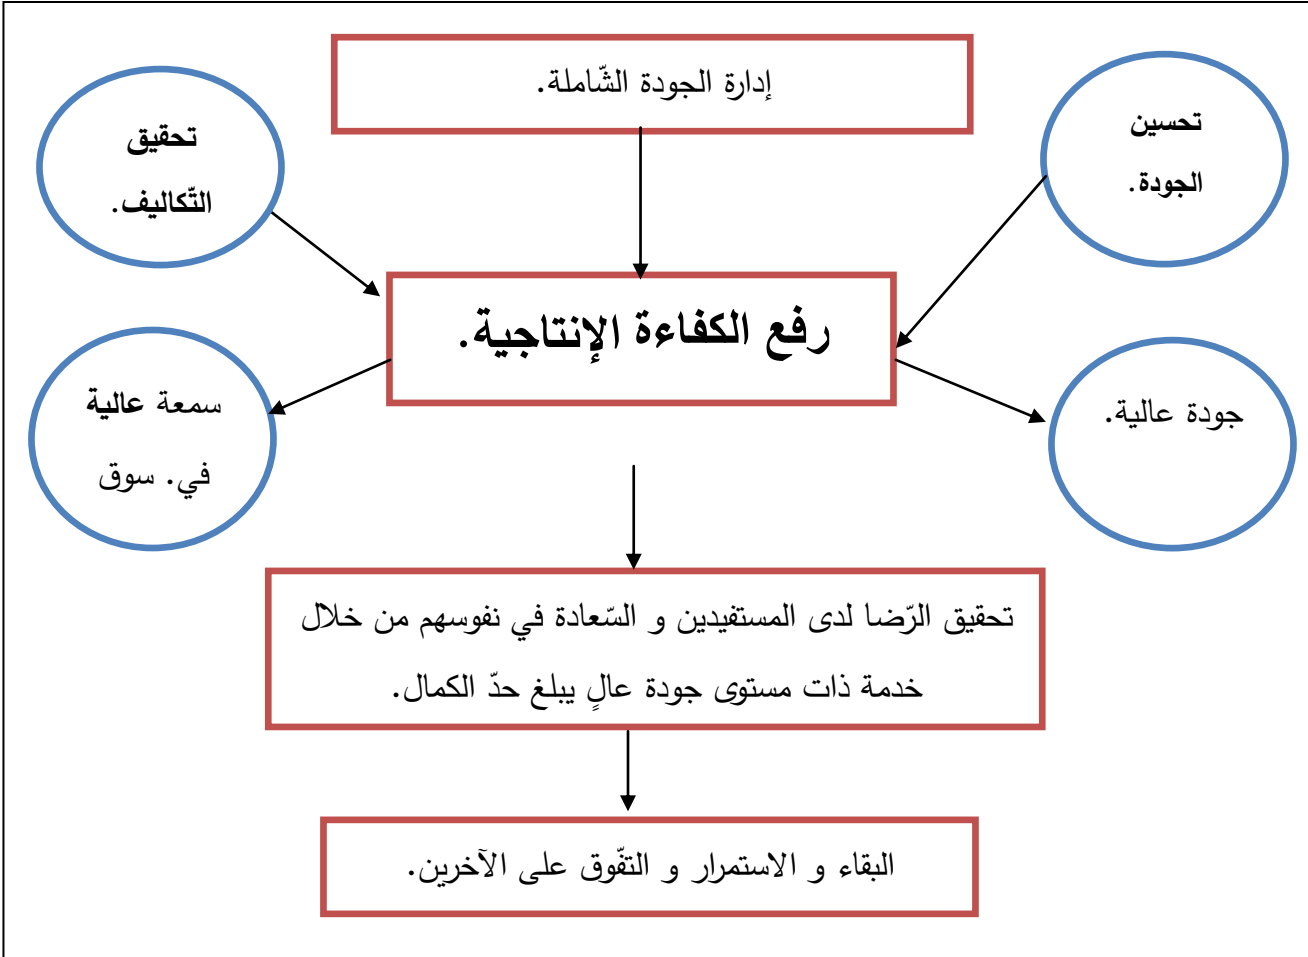 إدارة الجودة الشّاملة.
تحسين
الجودة.
تحقيق
التّكاليف.
رفع الكفاءة الإنتاجية.
جودة عالية.
سمعة عالية
في. سوق
تحقيق الرّضا لدى المستفيدين و السّعادة في نفوسهم من خلال
خدمة ذات مستوى جودة عالٍ يبلغ حدّ الكمال.
البقاء و الاستمرار و التفّوق على الآخرين.